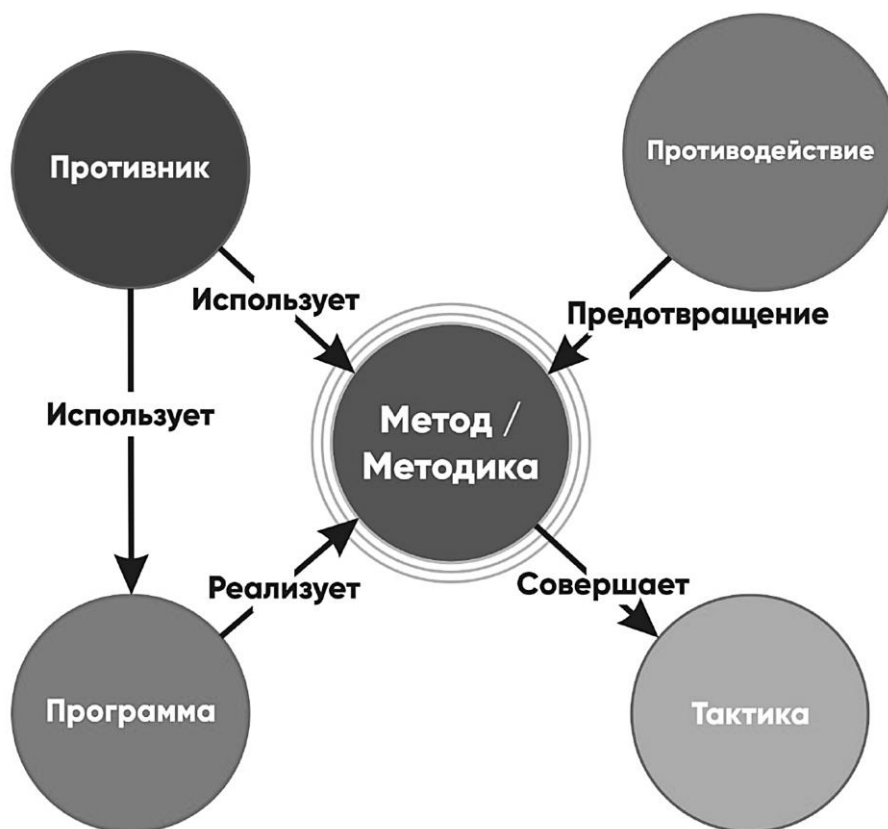 Противник
Противодействие
Использует
Предотвращение
Использует
Метод /
Методика
Реализует
Совершает
Программа
Тактика